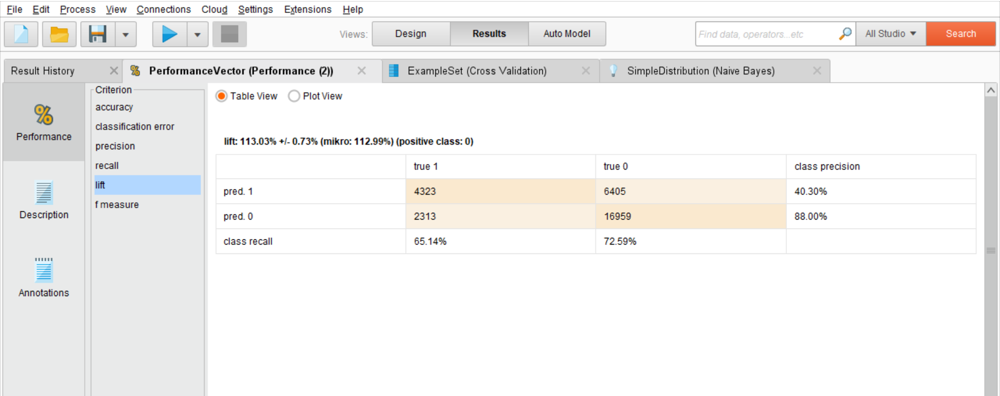 File Edit Process View Connections Cloud Settings Extensions Help
Views: Design Results Auto Model Find data, operators...etc All Studio Search
Result History PerformanceVector (Performance (2)) ExampleSet (Cross Validation) SimpleDistribution (Naive Bayes)
Performance
Description
Annotations
Criterion
accuracy
classification error
precision
recall
lift
f measure
Table View Plot View
lift: 113.03% +/- 0.73% (mikro: 112.99%) (positive class: 0)
true 1 true 0 class precision
pred. 1 4323 6405 40.30%
pred. 0 2313 16959 88.00%
class recall 65.14% 72.59%